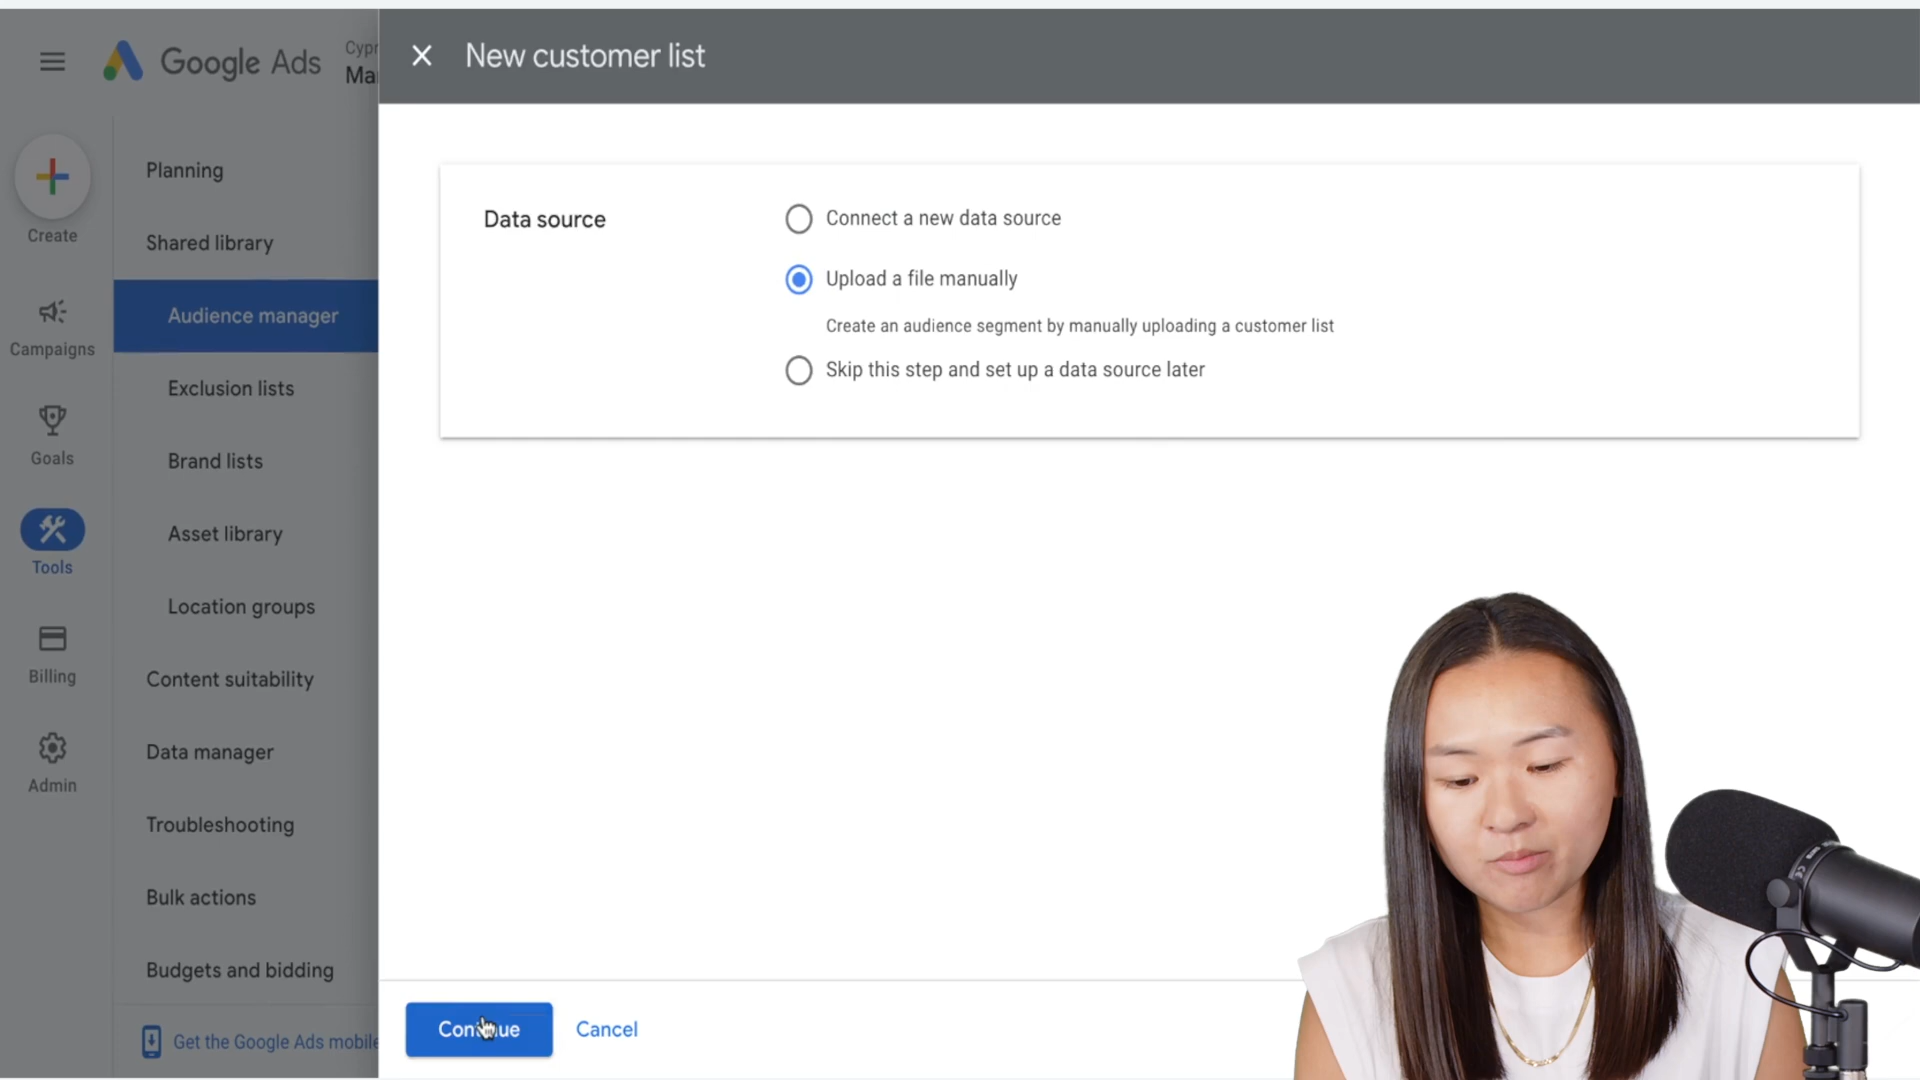 Google Ads
Cypr
Ma
New customer list
Create
Campaigns
Goals
Tools
Billing
Admin
Planning
Shared library
Audience manager
Exclusion lists
Brand lists
Asset library
Location groups
Content suitability
Data manager
Troubleshooting
Bulk actions
Budgets and bidding
Get the Google Ads mobile
Data source
Connect a new data source
Upload a file manually
Create an audience segment by manually uploading a customer list
Skip this step and set up a data source later
Continue
Cancel